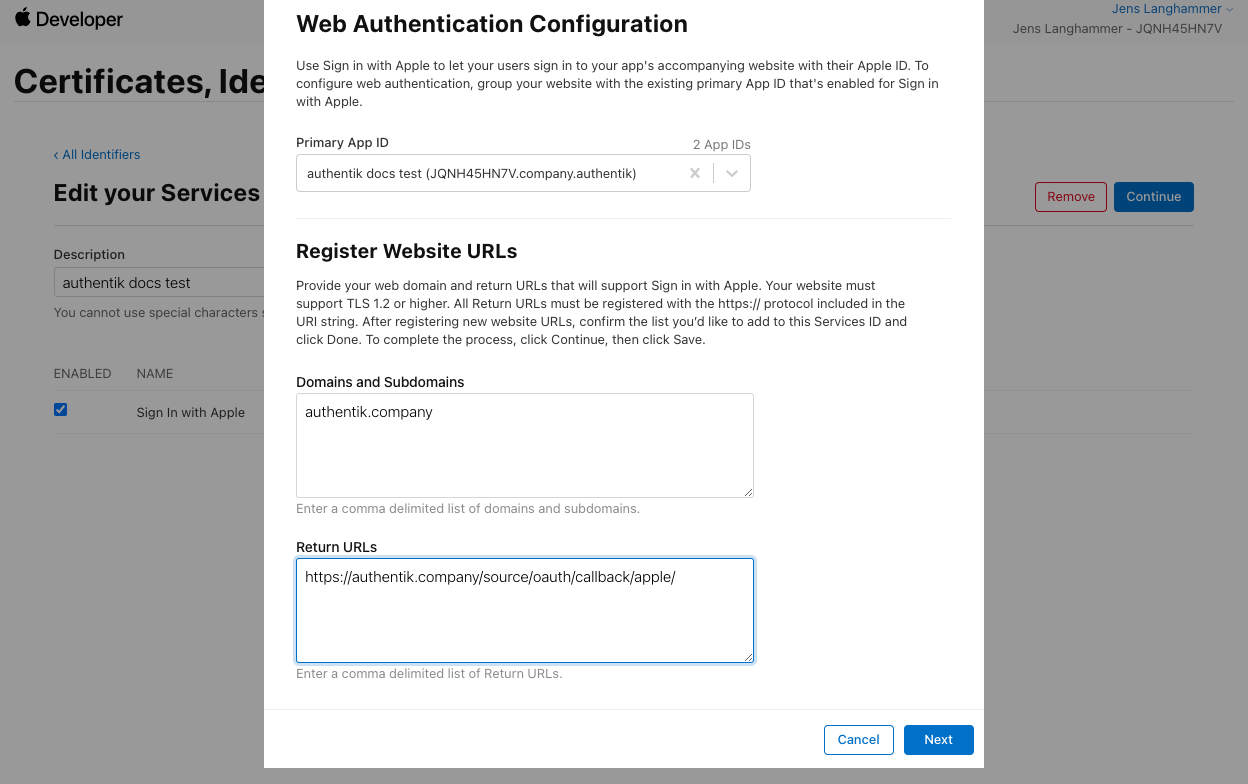 Developer
Jens Langhammer
Jens Langhammer - JQNH45HN7V
Certificates, Ide
‹ All Identifiers
Edit your Services
Remove
Continue
Description
authentik docs test
You cannot use special characters s
ENABLED NAME
Sign In with Apple
Web Authentication Configuration
Use Sign in with Apple to let your users sign in to your app's accompanying website with their Apple ID. To
configure web authentication, group your website with the existing primary App ID that's enabled for Sign in
with Apple.
Primary App ID
2 App IDs
authentik docs test (JQNH45HN7V.company.authentik)
Register Website URLs
Provide your web domain and return URLs that will support Sign in with Apple. Your website must
support TLS 1.2 or higher. All Return URLs must be registered with the https:// protocol included in the
URI string. After registering new website URLs, confirm the list you’d like to add to this Services ID and
click Done. To complete the process, click Continue, then click Save.
Domains and Subdomains
authentik.company
Enter a comma delimited list of domains and subdomains.
Return URLs
https://authentik.company/source/oauth/callback/apple/
Enter a comma delimited list of Return URLs.
Cancel
Next